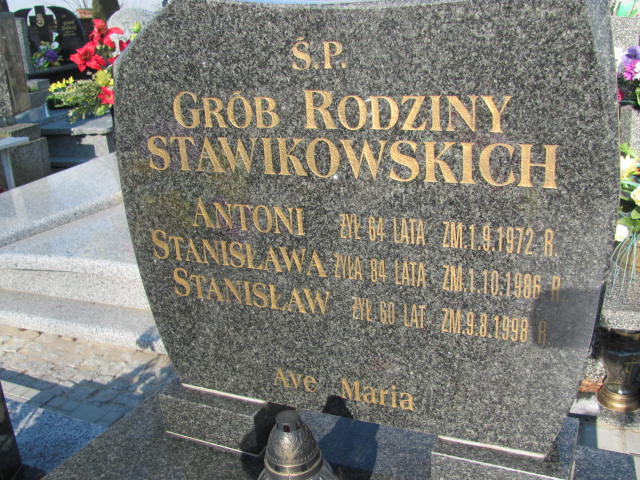 Ś.P.
GRÓB RODZINY
STAWIKOWSKICH
ANTONI ŻYŁ 64 LATA ZM.1.9.1972 R.
STANISŁAWA ŻYŁA 84 LATA ZM.1.10.1986 R
STANISŁAW ŻYŁ 60 LAT ZM.9.8.1998 R.
Ave Maria